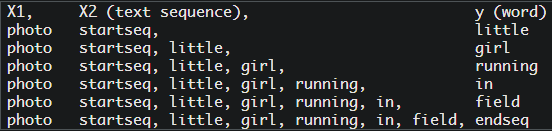 X1, X2 (text sequence), y (word)
photo startseq, little
photo startseq, little, girl
photo startseq, little, girl, running
photo startseq, little, girl, running, in
photo startseq, little, girl, running, in, field
photo startseq, little, girl, running, in, field, endseq